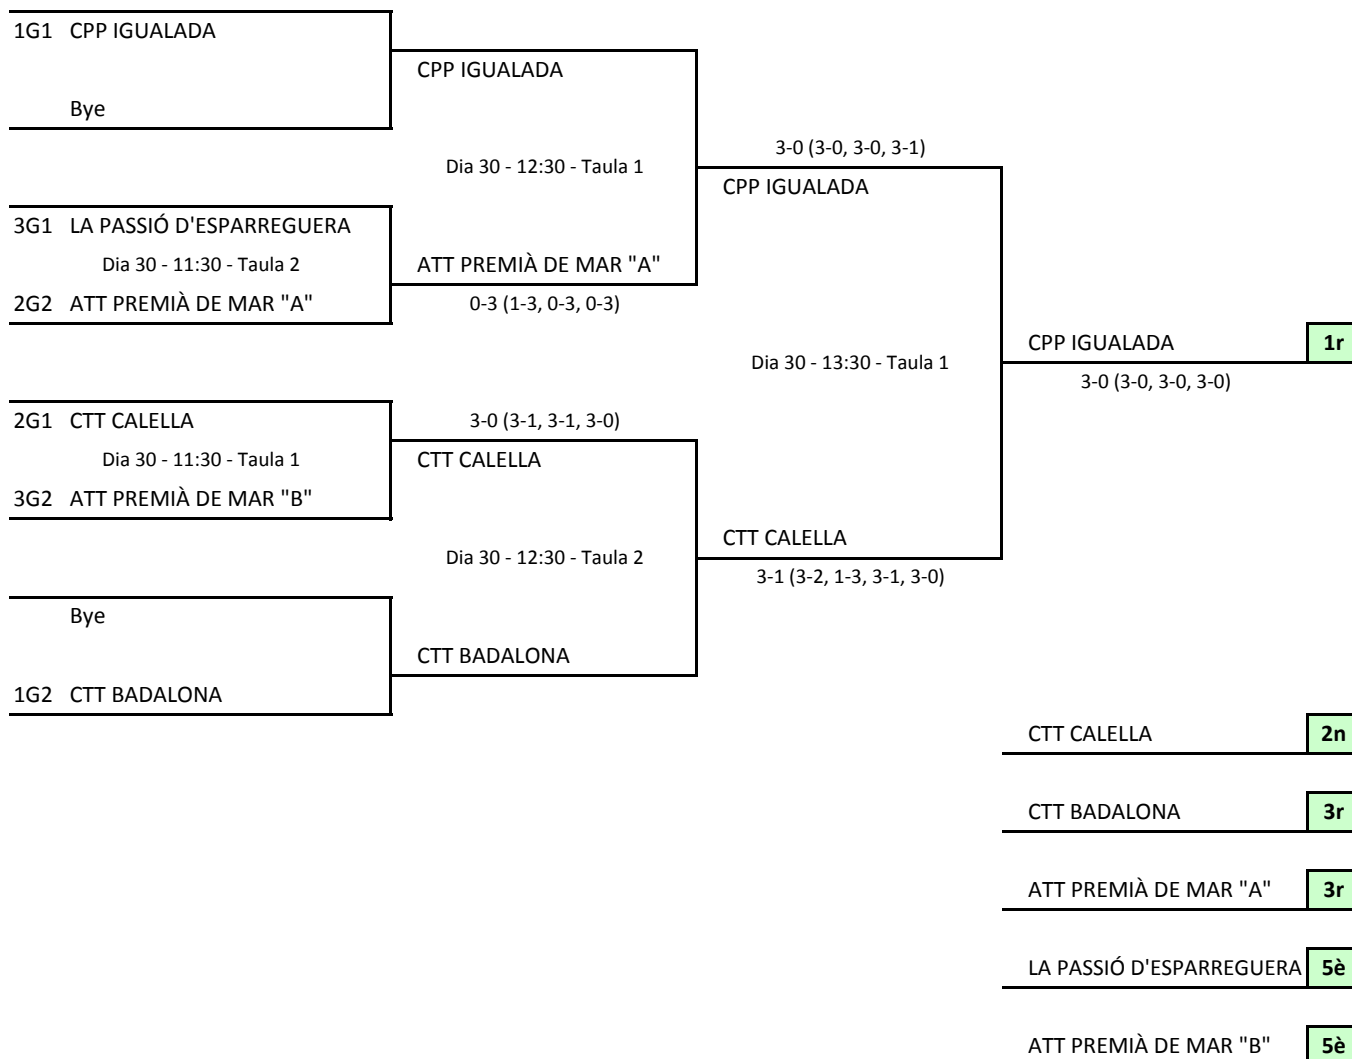 1G1 CPP IGUALADA
CPP IGUALADA
Bye
3-0 (3-0, 3-0, 3-1)
Dia 30 - 12:30 - Taula 1
CPP IGUALADA
3G1 LA PASSIÓ D'ESPARREGUERA
Dia 30 - 11:30 - Taula 2
ATT PREMIÀ DE MAR "A"
2G2 ATT PREMIÀ DE MAR "A"
0-3 (1-3, 0-3, 0-3)
CPP IGUALADA 1r
Dia 30 - 13:30 - Taula 1
3-0 (3-0, 3-0, 3-0)
2G1 CTT CALELLA
3-0 (3-1, 3-1, 3-0)
Dia 30 - 11:30 - Taula 1
CTT CALELLA
3G2 ATT PREMIÀ DE MAR "B"
CTT CALELLA
Dia 30 - 12:30 - Taula 2
3-1 (3-2, 1-3, 3-1, 3-0)
Bye
CTT BADALONA
1G2 CTT BADALONA
CTT CALELLA 2n
CTT BADALONA 3r
ATT PREMIÀ DE MAR "A" 3r
LA PASSIÓ D'ESPARREGUERA 5è
ATT PREMIÀ DE MAR "B" 5è